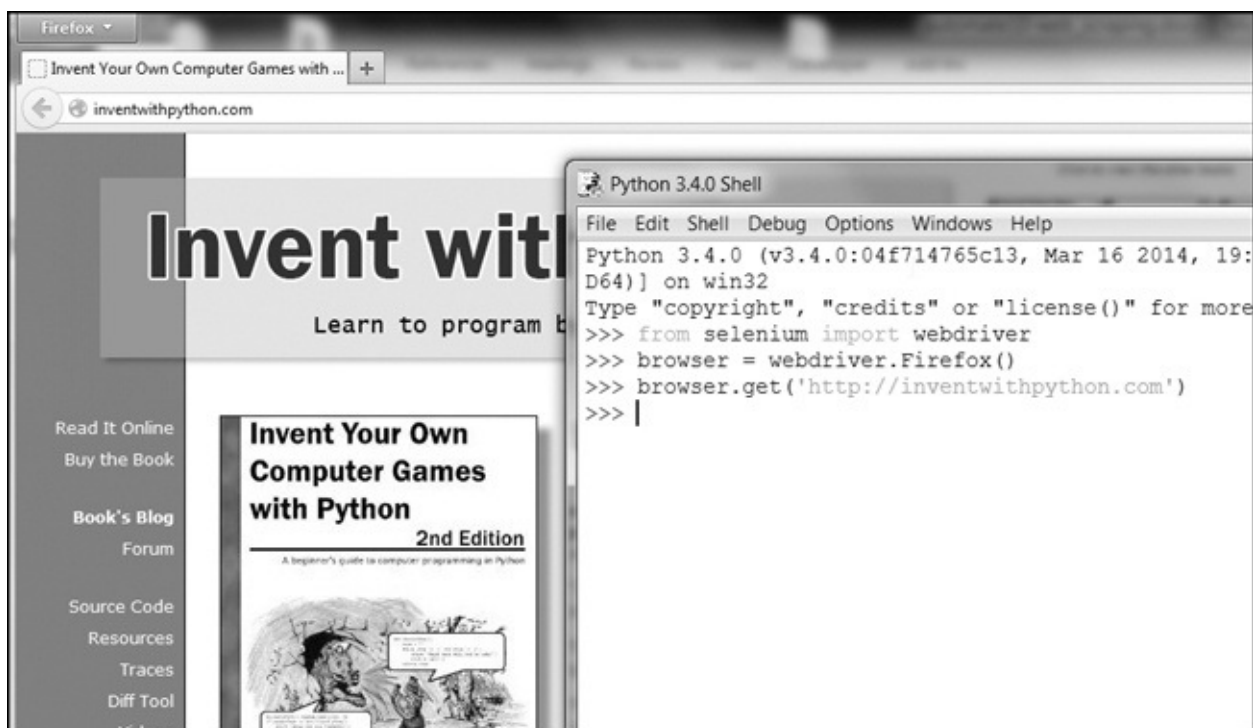 Firefox
Invent Your Own Computer Games with ...
+
inventwithpython.com
Invent with
Learn to program b
Read It Online
Buy the Book
Book's Blog
Forum
Source Code
Resources
Traces
Diff Tool
Invent Your Own
Computer Games
with Python
2nd Edition
A beginner's guide to computer programming in Python
Python 3.4.0 Shell
File Edit Shell Debug Options Windows Help
Python 3.4.0 (v3.4.0:04f714765c13, Mar 16 2014, 19:
D64)] on win32
Type "copyright", "credits" or "license()" for more
>>> from selenium import webdriver
>>> browser = webdriver.Firefox()
>>> browser.get('http://inventwithpython.com')
>>>